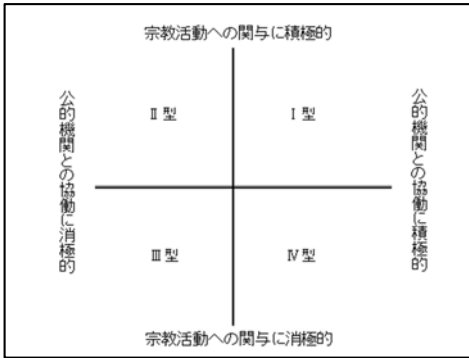 宗教活動への関与に積極的
公的機関との協働に消極的
Ⅱ型
Ⅰ型
公的機関との協働に積極的
Ⅲ型
Ⅳ型
宗教活動への関与に消極的